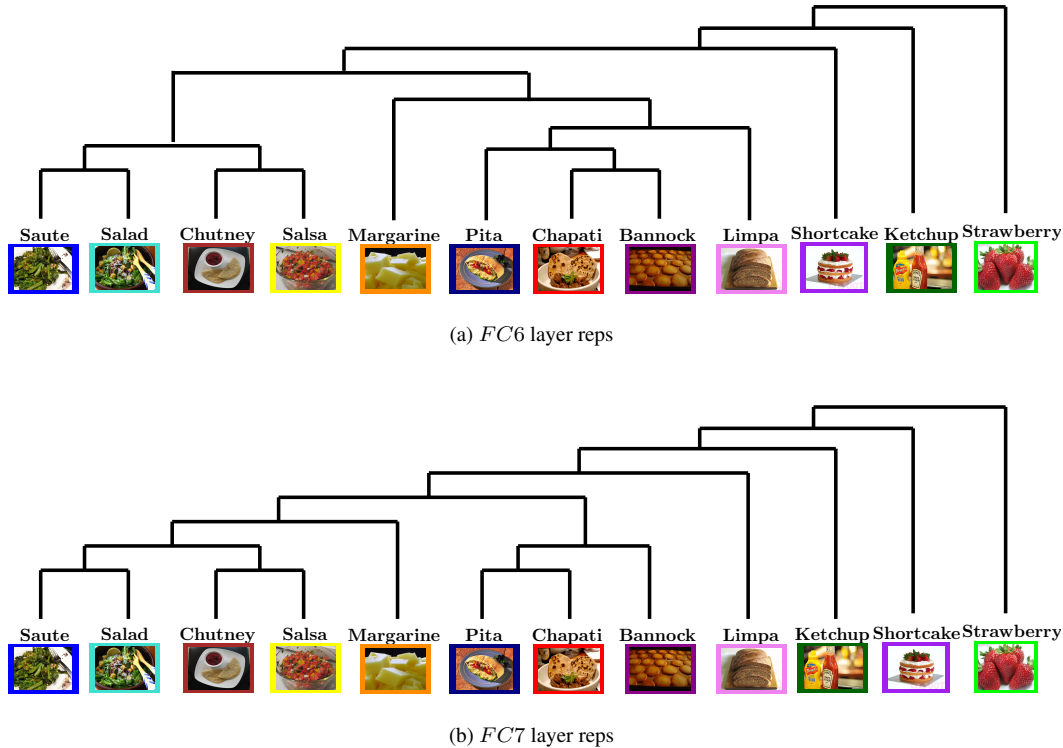 Saute Salad Chutney Salsa Margarine Pita Chapati Bannock Limpa Shortcake Ketchup Strawberry
(a) FC6 layer reps
Saute Salad Chutney Salsa Margarine Pita Chapati Bannock Limpa Ketchup Shortcake Strawberry
(b) FC7 layer reps